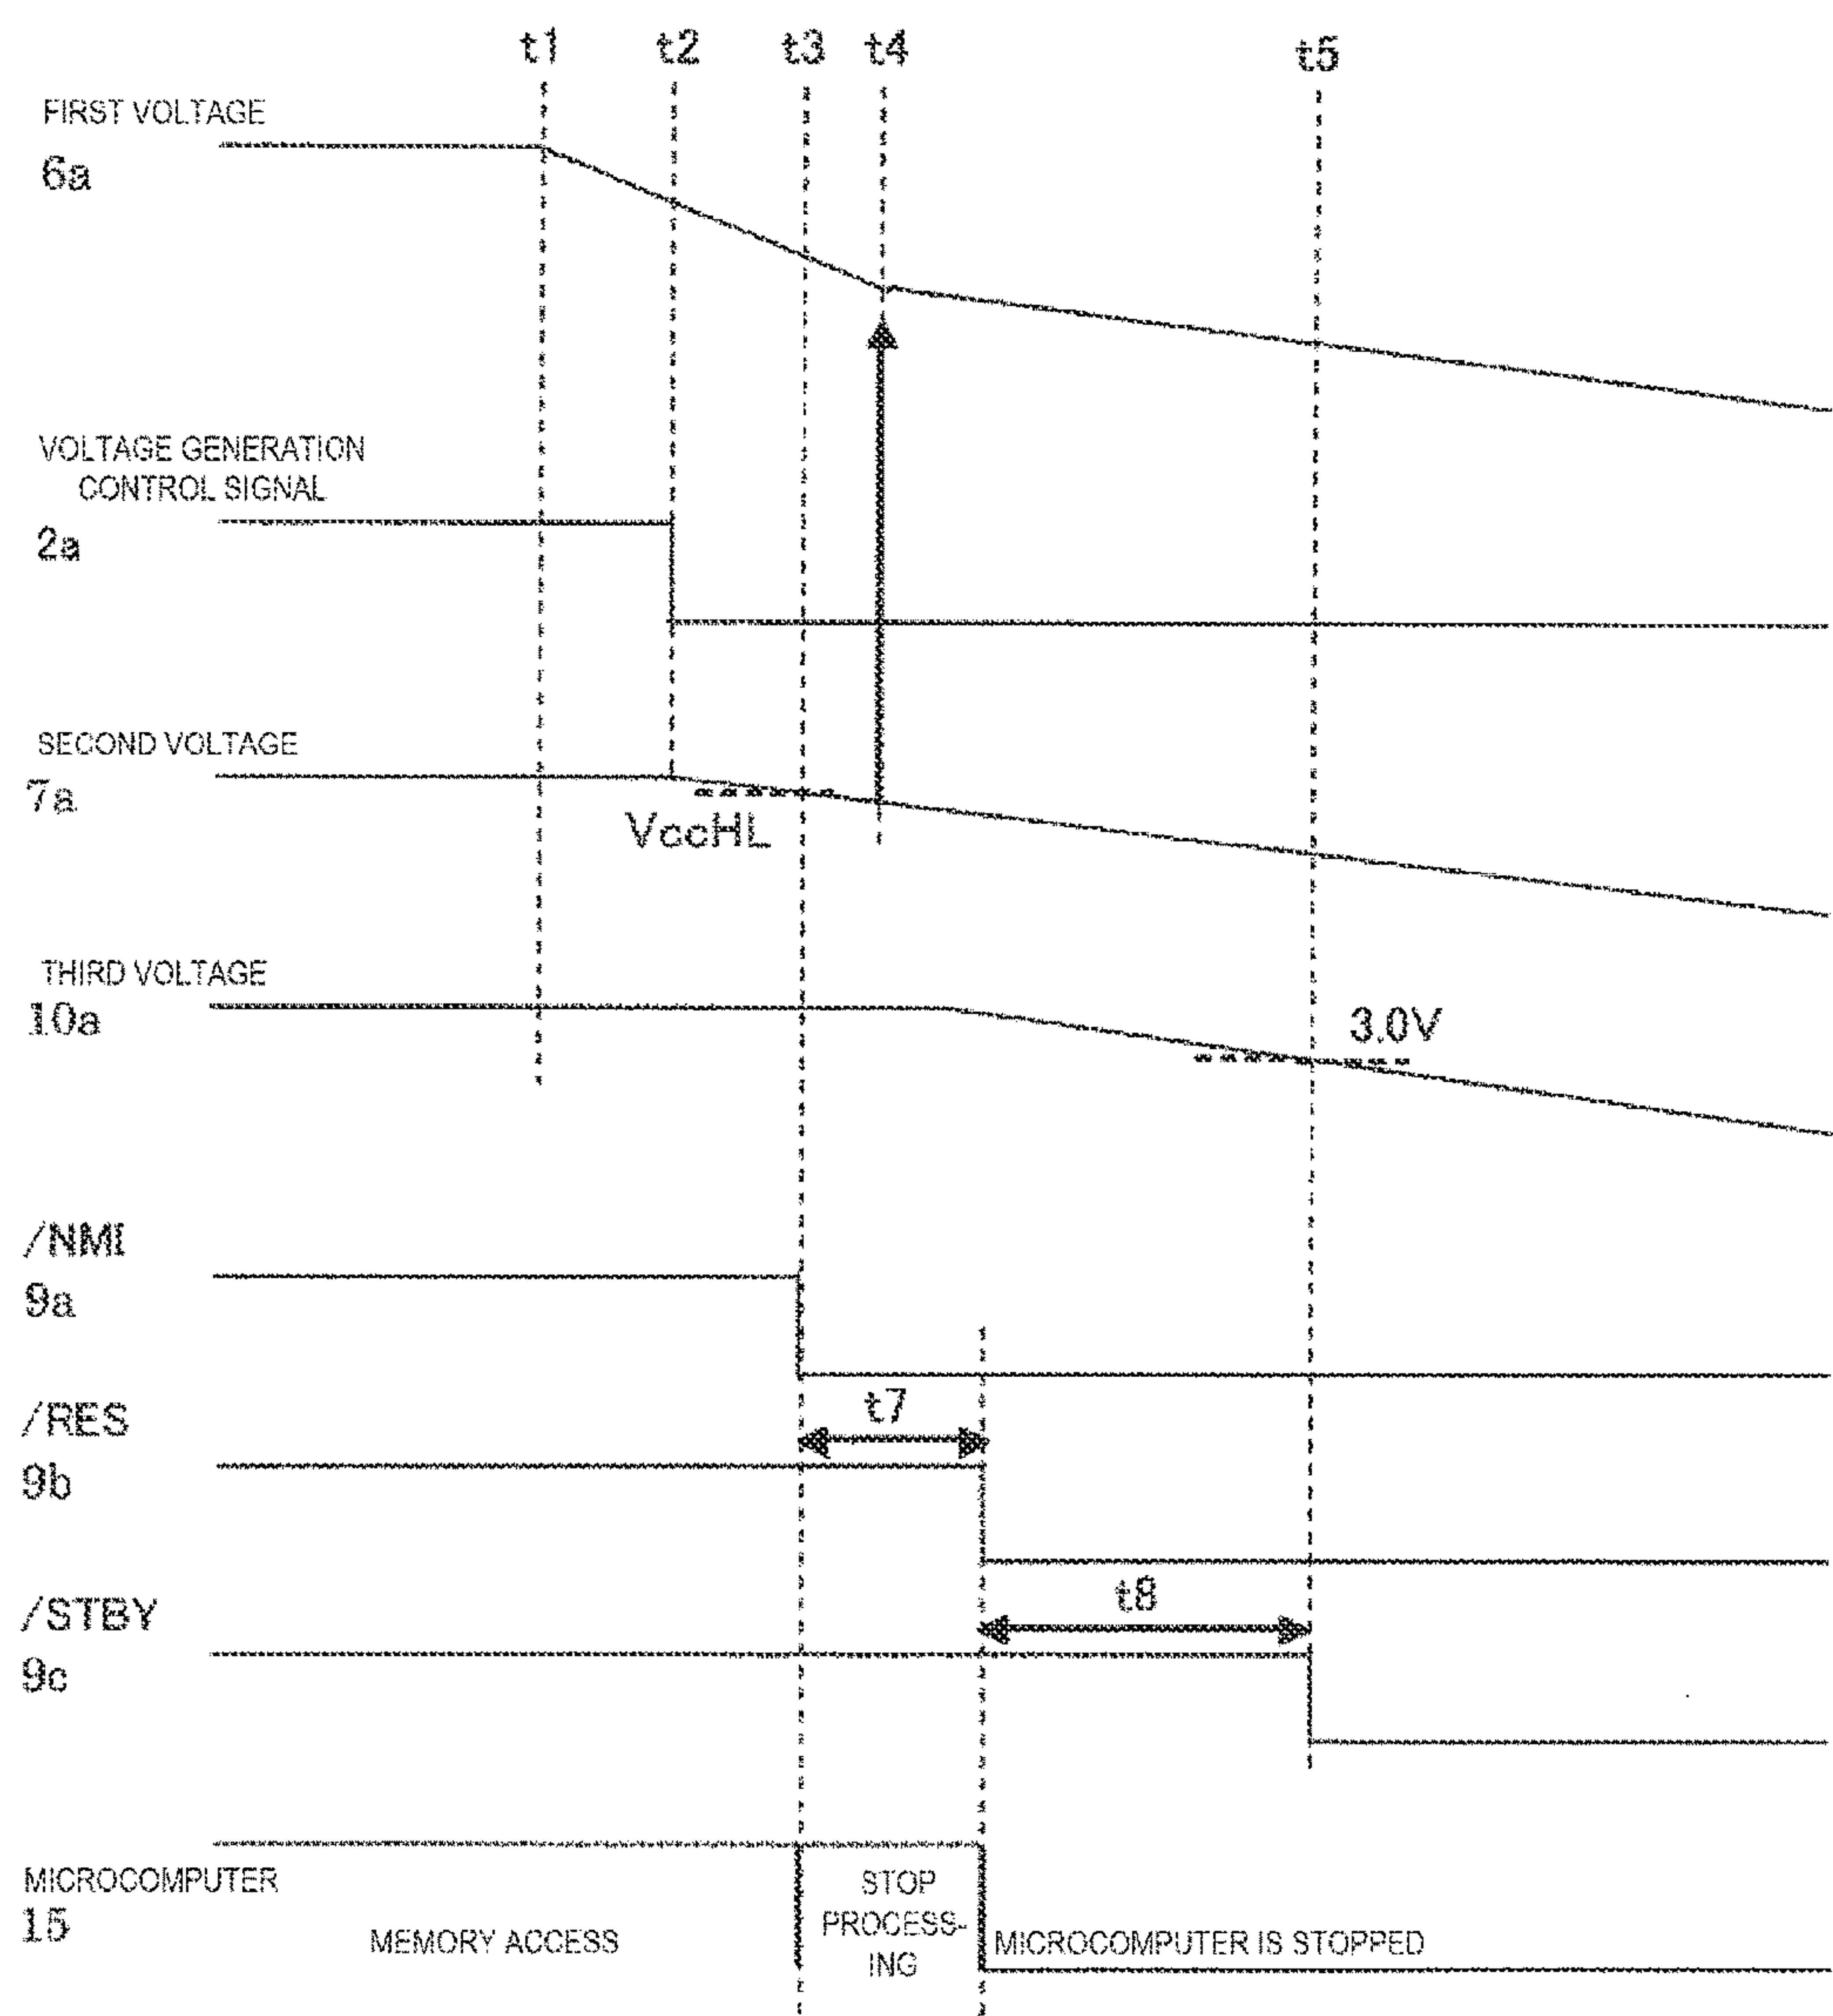 t1 t2 t3 t4 t5
FIRST VOLTAGE
6a
VOLTAGE GENERATION
CONTROL SIGNAL
2a
SECOND VOLTAGE
7a
VccHL
THIRD VOLTAGE
10a
3.0V
/NMI
9a
t7
/RES
9b
t8
/STBY
9c
MICROCOMPUTER
15
MEMORY ACCESS
STOP
PROCESS-
ING
MICROCOMPUTER IS STOPPED